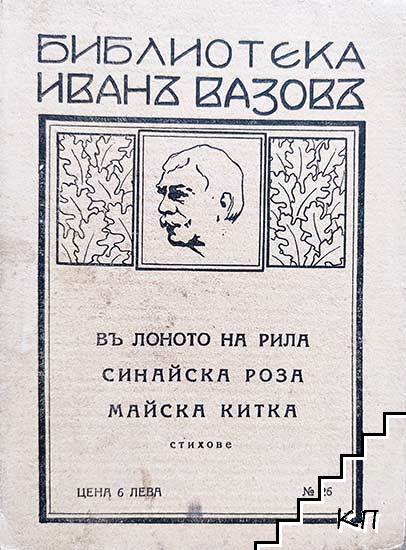 БИБЛИОТЕКА
ИВАНЪ ВАЗОВЪ
ВЪ ЛОНОТО НА РИЛА
СИНАЙСКА РОЗА
МАЙСКА КИТКА
СТИХОВЕ
ЦЕНА 6 ЛЕВА № 26
К-П